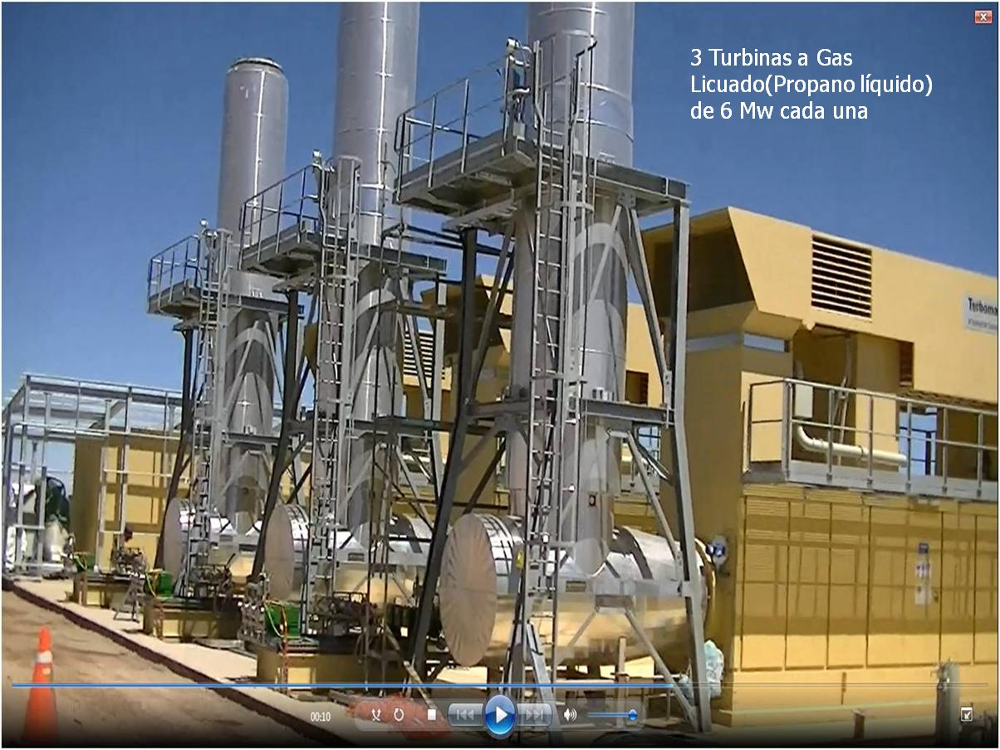 3 Turbinas a Gas
Licuado(Propano líquido)
de 6 Mw cada una
00:10